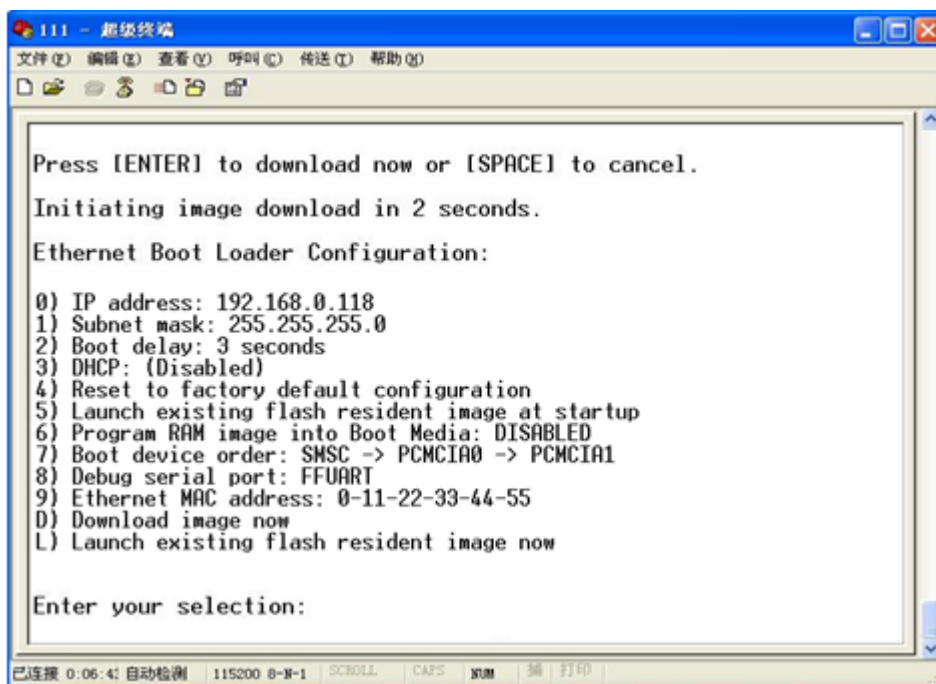 111 - 超级终端
文件(F) 编辑(E) 查看(V) 呼叫(C) 传送(T) 帮助(H)
Press [ENTER] to download now or [SPACE] to cancel.
Initiating image download in 2 seconds.
Ethernet Boot Loader Configuration:
0) IP address: 192.168.0.118
1) Subnet mask: 255.255.255.0
2) Boot delay: 3 seconds
3) DHCP: (Disabled)
4) Reset to factory default configuration
5) Launch existing flash resident image at startup
6) Program RAM image into Boot Media: DISABLED
7) Boot device order: SMSC -> PCMCIA0 -> PCMCIA1
8) Debug serial port: FFUART
9) Ethernet MAC address: 0-11-22-33-44-55
D) Download image now
L) Launch existing flash resident image now
Enter your selection:
已连接 0:06:4 自动检测 115200 8-N-1 SCROLL CAPS NUM 捕 打印